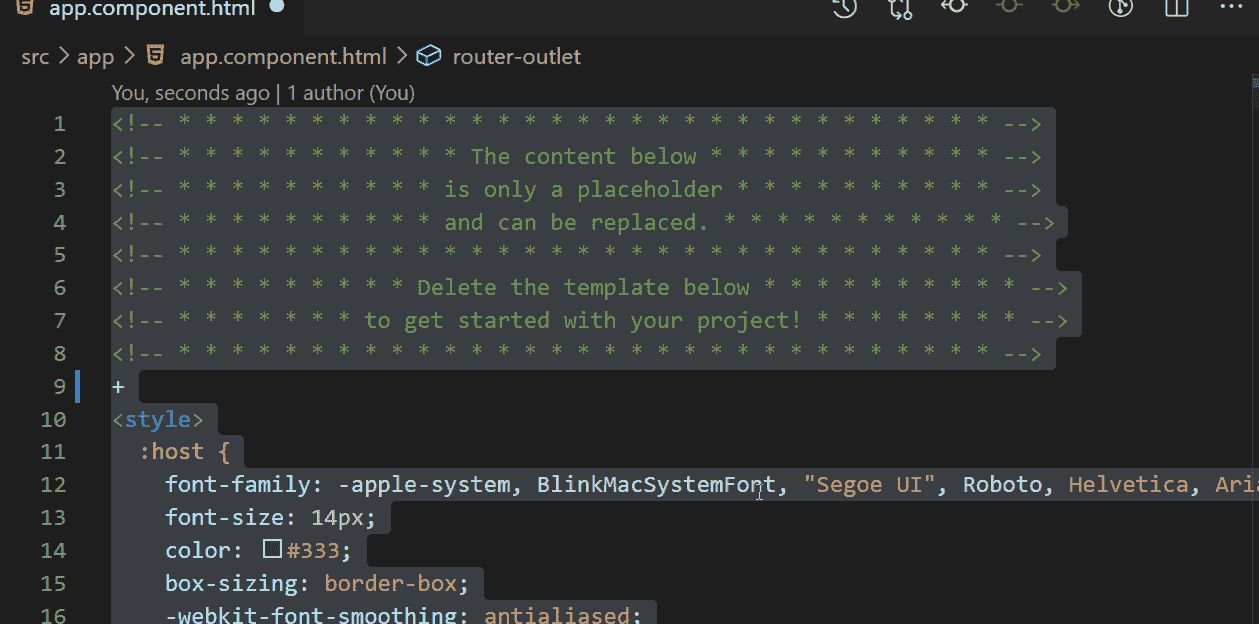 app.component.html
src > app > app.component.html > router-outlet
You, seconds ago | 1 author (You)
1 <!-- * * * * * * * * * * * * * * * * * * * * * * * * * * * * * * * -->
2 <!-- * * * * * * * * * * * The content below * * * * * * * * * * * -->
3 <!-- * * * * * * * * * * is only a placeholder * * * * * * * * * * -->
4 <!-- * * * * * * * * * * and can be replaced. * * * * * * * * * * * -->
5 <!-- * * * * * * * * * * * * * * * * * * * * * * * * * * * * * * * -->
6 <!-- * * * * * * * * * Delete the template below * * * * * * * * * * -->
7 <!-- * * * * * * * to get started with your project! * * * * * * * * -->
8 <!-- * * * * * * * * * * * * * * * * * * * * * * * * * * * * * * * -->
9 +
10 <style>
11 :host {
12 font-family: -apple-system, BlinkMacSystemFont, "Segoe UI", Roboto, Helvetica, Aria
13 font-size: 14px;
14 color: #333;
15 box-sizing: border-box;
16 -webkit-font-smoothing: antialiased;